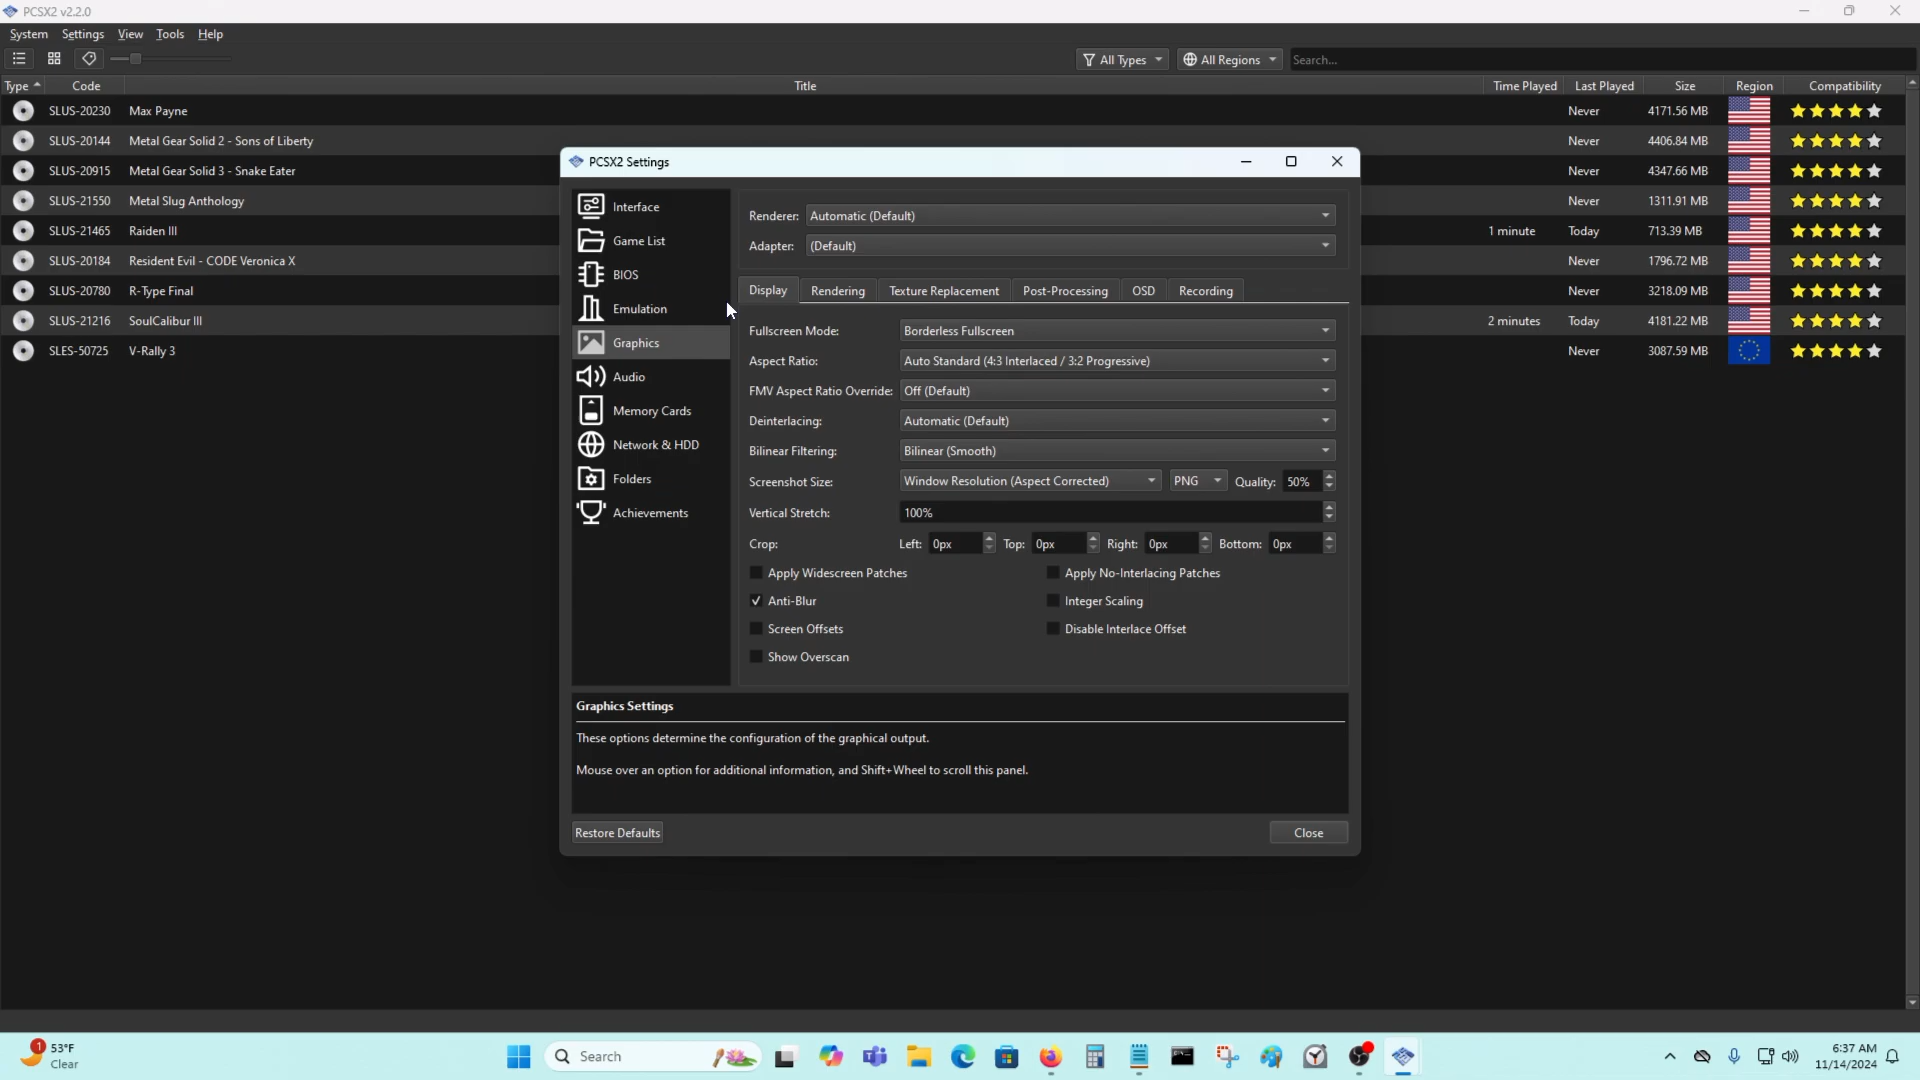 PCSX2 v2.2.0
System Settings View Tools Help
All Types All Regions Search...
Type Code Title Time Played Last Played Size Region Compatibility
SLUS-20230 Max Payne Never 4171.56 MB
SLUS-20144 Metal Gear Solid 2 - Sons of Liberty Never 4406.84 MB
SLUS-20915 Metal Gear Solid 3 - Snake Eater Never 4347.66 MB
SLUS-21550 Metal Slug Anthology Never 1311.91 MB
SLUS-21465 Raiden III 1 minute Today 713.39 MB
SLUS-20184 Resident Evil - CODE Veronica X Never 1796.72 MB
SLUS-20780 R-Type Final Never 3218.09 MB
SLUS-21216 SoulCalibur III 2 minutes Today 4181.22 MB
SLES-50725 V-Rally 3 Never 3087.59 MB
PCSX2 Settings
Interface
Game List
BIOS
Emulation
Graphics
Audio
Memory Cards
Network & HDD
Folders
Achievements
Renderer: Automatic (Default)
Adapter: (Default)
Display Rendering Texture Replacement Post-Processing OSD Recording
Fullscreen Mode: Borderless Fullscreen
Aspect Ratio: Auto Standard (4:3 Interlaced / 3:2 Progressive)
FMV Aspect Ratio Override: Off (Default)
Deinterlacing: Automatic (Default)
Bilinear Filtering: Bilinear (Smooth)
Screenshot Size: Window Resolution (Aspect Corrected) PNG Quality: 50%
Vertical Stretch: 100%
Crop: Left: 0px Top: 0px Right: 0px Bottom: 0px
Apply Widescreen Patches Apply No-Interlacing Patches
Anti-Blur Integer Scaling
Screen Offsets Disable Interlace Offset
Show Overscan
Graphics Settings
These options determine the configuration of the graphical output.
Mouse over an option for additional information, and Shift+Wheel to scroll this panel.
Restore Defaults Close
1 53°F
Clear
Search
6:37 AM
11/14/2024